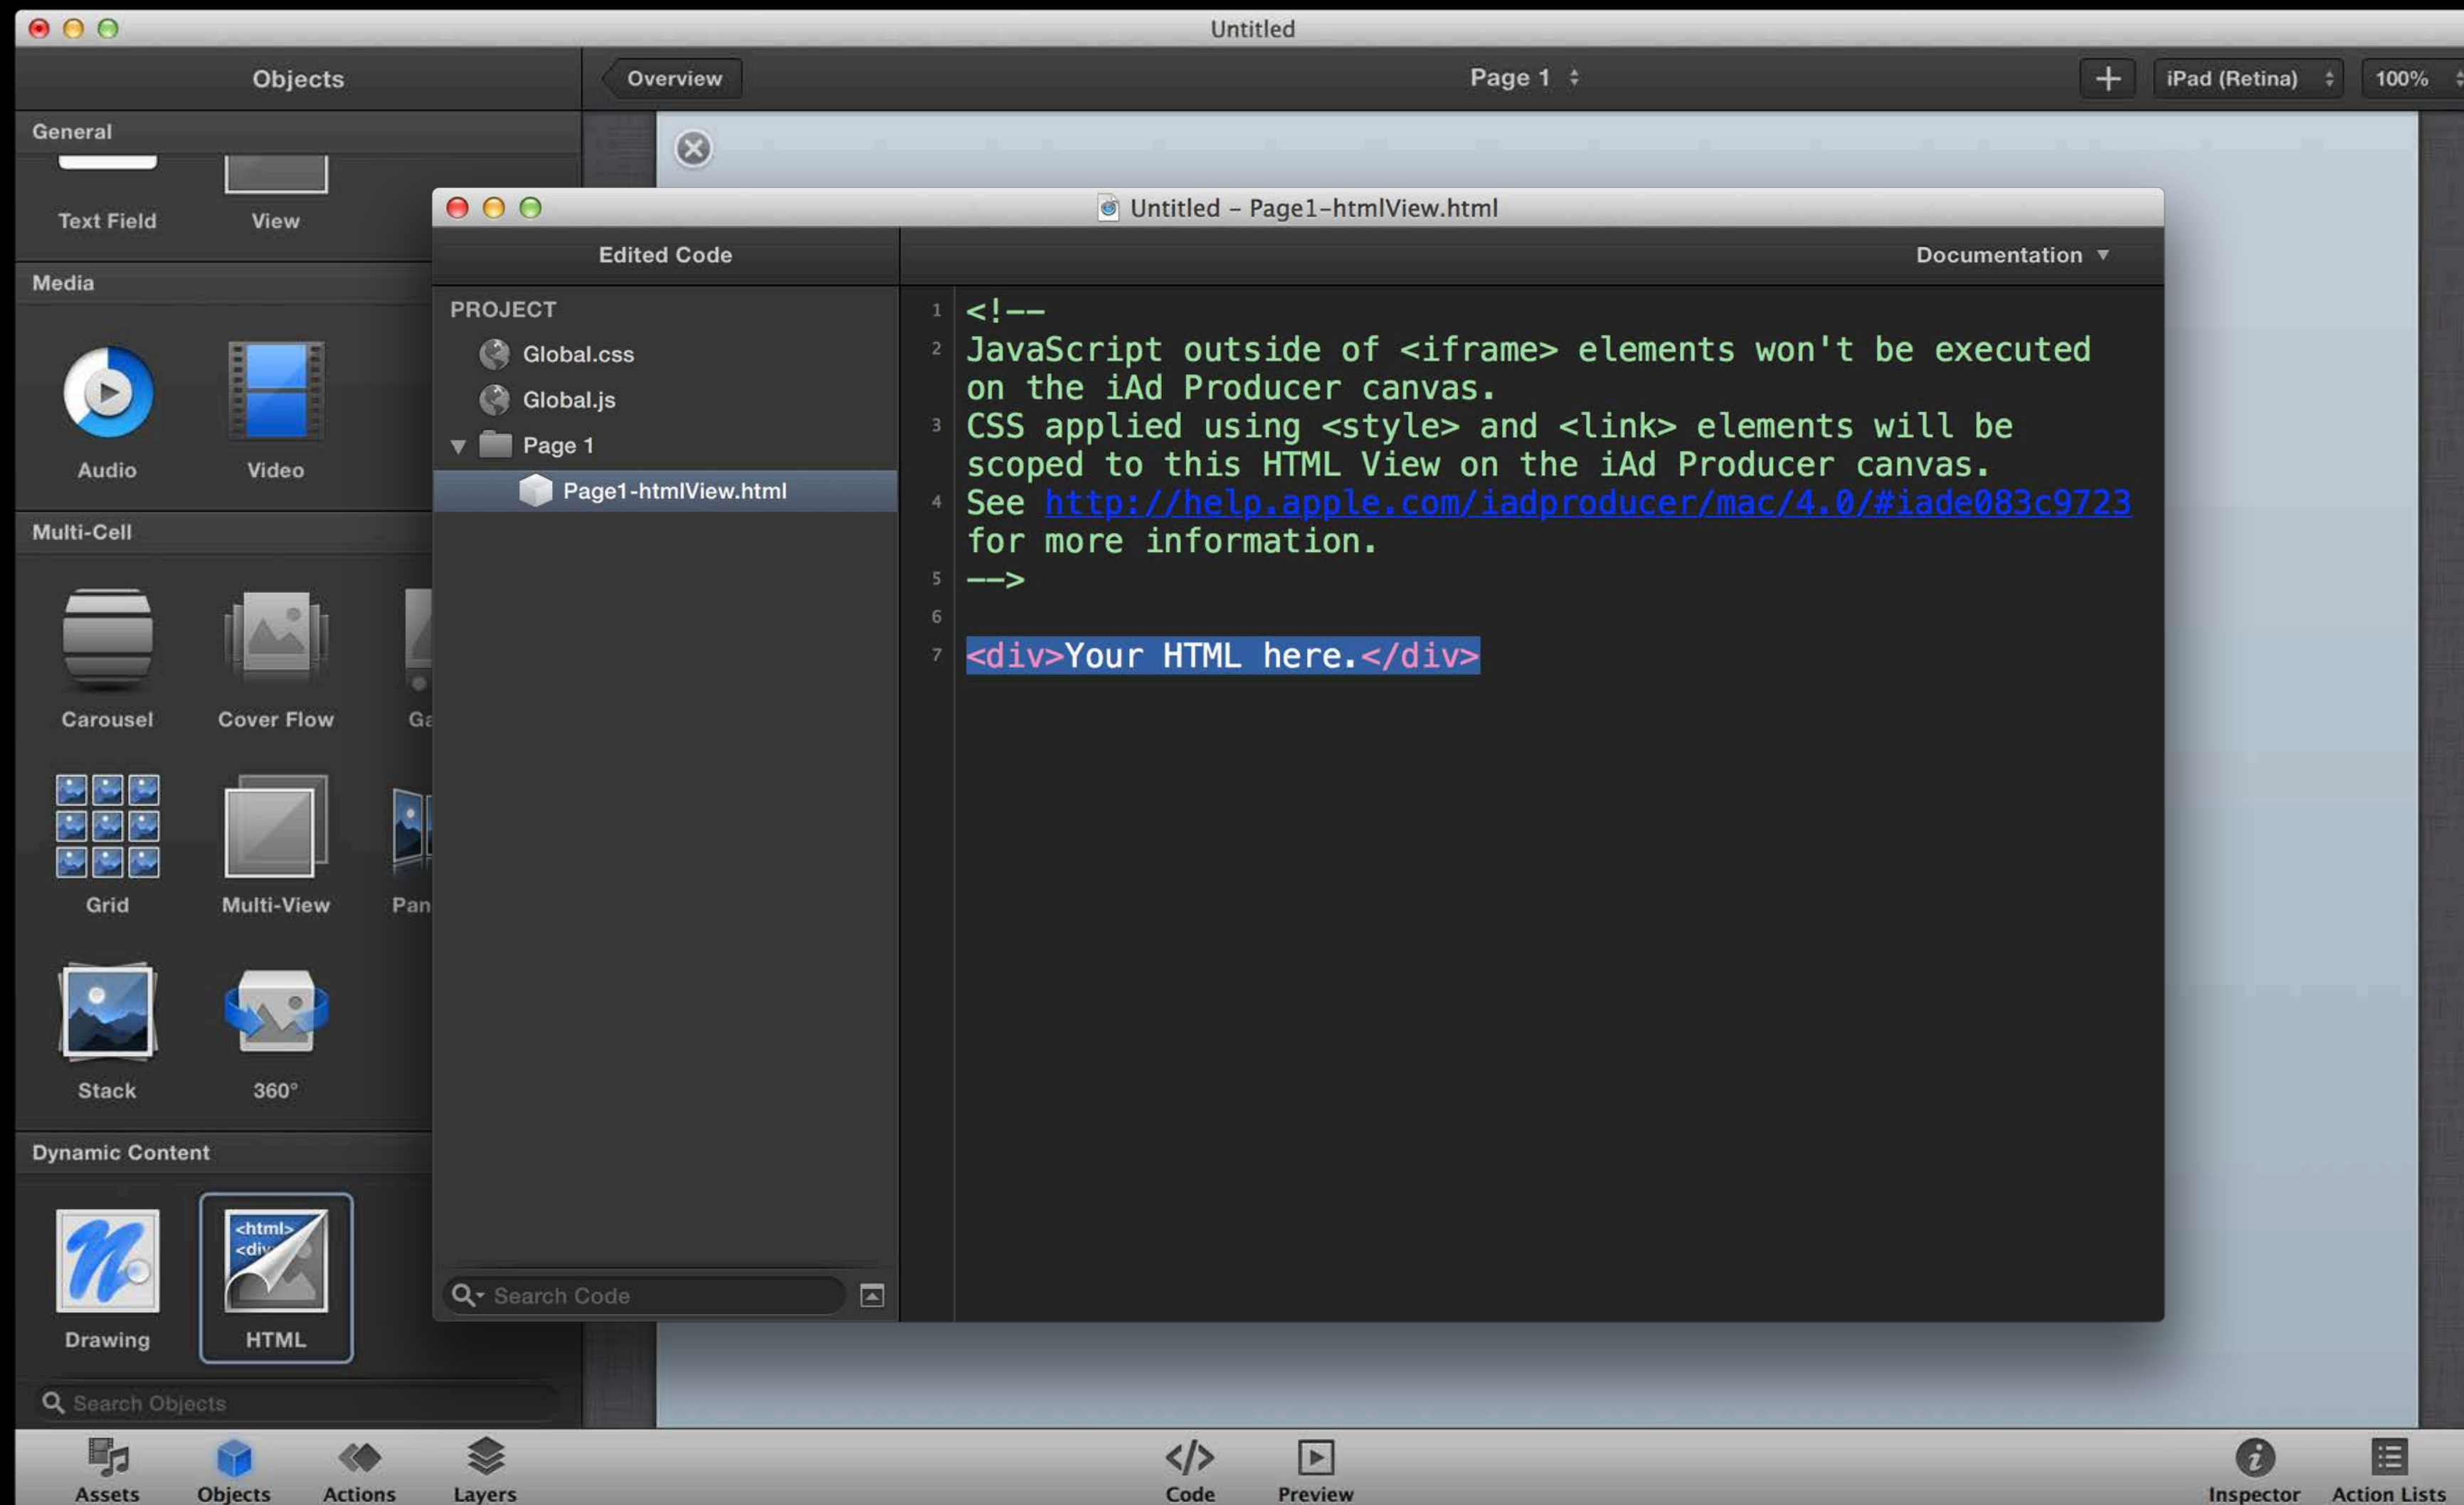 Untitled
Objects
Overview
Page 1
iPad (Retina)
100%
General
Text Field
View
Media
Audio
Video
Multi-Cell
Carousel
Cover Flow
Ga
Grid
Multi-View
Pan
Stack
360°
Dynamic Content
<html>
<div
Drawing
HTML
Search Objects
Untitled – Page1-htmlView.html
Edited Code
Documentation
PROJECT
Global.css
Global.js
Page 1
Page1-htmlView.html
Search Code
1 <!--
2 JavaScript outside of <iframe> elements won't be executed
on the iAd Producer canvas.
3 CSS applied using <style> and <link> elements will be
scoped to this HTML View on the iAd Producer canvas.
4 See http://help.apple.com/iadproducer/mac/4.0/#iade083c9723
for more information.
5 -->
6
7 <div>Your HTML here.</div>
Assets
Objects
Actions
Layers
Code
Preview
Inspector
Action Lists